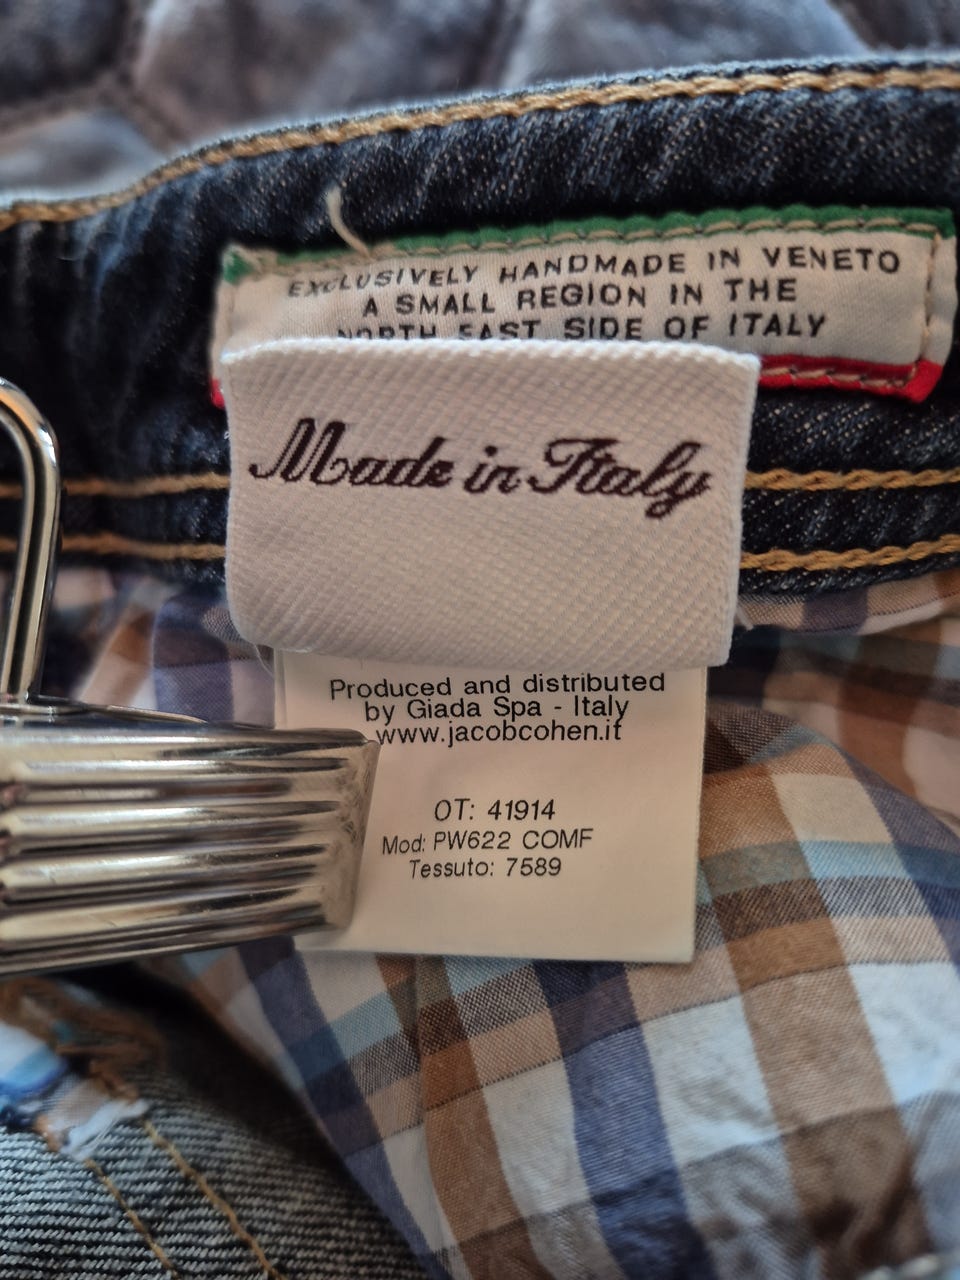 EXCLUSIVELY HANDMADE IN VENETO
A SMALL REGION IN THE
NORTH EAST SIDE OF ITALY
Made in Italy
Produced and distributed
by Giada Spa - Italy
www.jacobcohen.it
OT: 41914
Mod: PW622 COMF
Tessuto: 7589